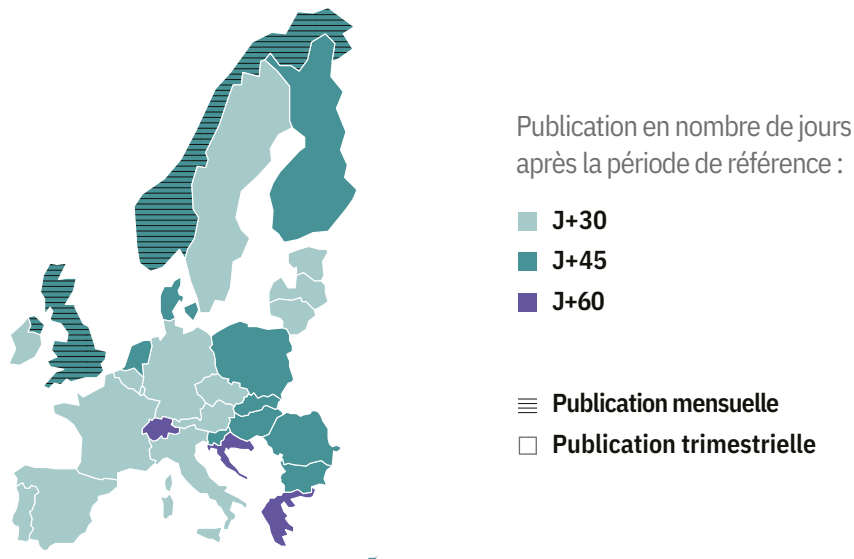 Publication en nombre de jours
après la période de référence :
J+30
J+45
J+60
Publication mensuelle
Publication trimestrielle